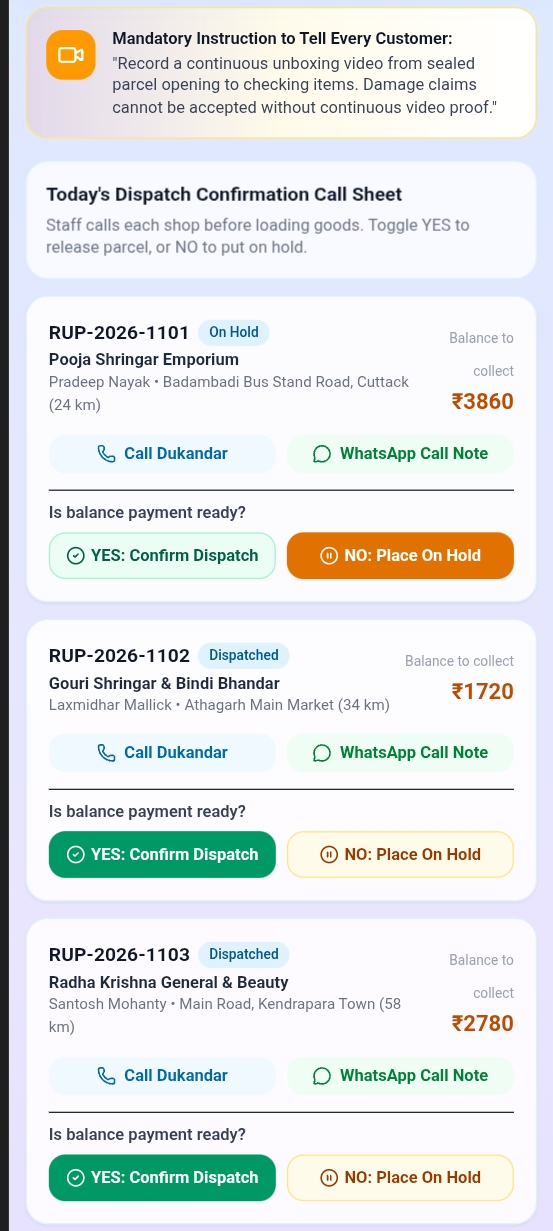 Mandatory Instruction to Tell Every Customer:
"Record a continuous unboxing video from sealed
parcel opening to checking items. Damage claims
cannot be accepted without continuous video proof."
Today's Dispatch Confirmation Call Sheet
Staff calls each shop before loading goods. Toggle YES to
release parcel, or NO to put on hold.
RUP-2026-1101 On Hold
Balance to
collect
₹3860
Pooja Shringar Emporium
Pradeep Nayak • Badambadi Bus Stand Road, Cuttack
(24 km)
Call Dukandar WhatsApp Call Note
Is balance payment ready?
YES: Confirm Dispatch NO: Place On Hold
RUP-2026-1102 Dispatched
Balance to collect
₹1720
Gouri Shringar & Bindi Bhandar
Laxmidhar Mallick • Athagarh Main Market (34 km)
Call Dukandar WhatsApp Call Note
Is balance payment ready?
YES: Confirm Dispatch NO: Place On Hold
RUP-2026-1103 Dispatched
Balance to
collect
₹2780
Radha Krishna General & Beauty
Santosh Mohanty • Main Road, Kendrapara Town (58
km)
Call Dukandar WhatsApp Call Note
Is balance payment ready?
YES: Confirm Dispatch NO: Place On Hold